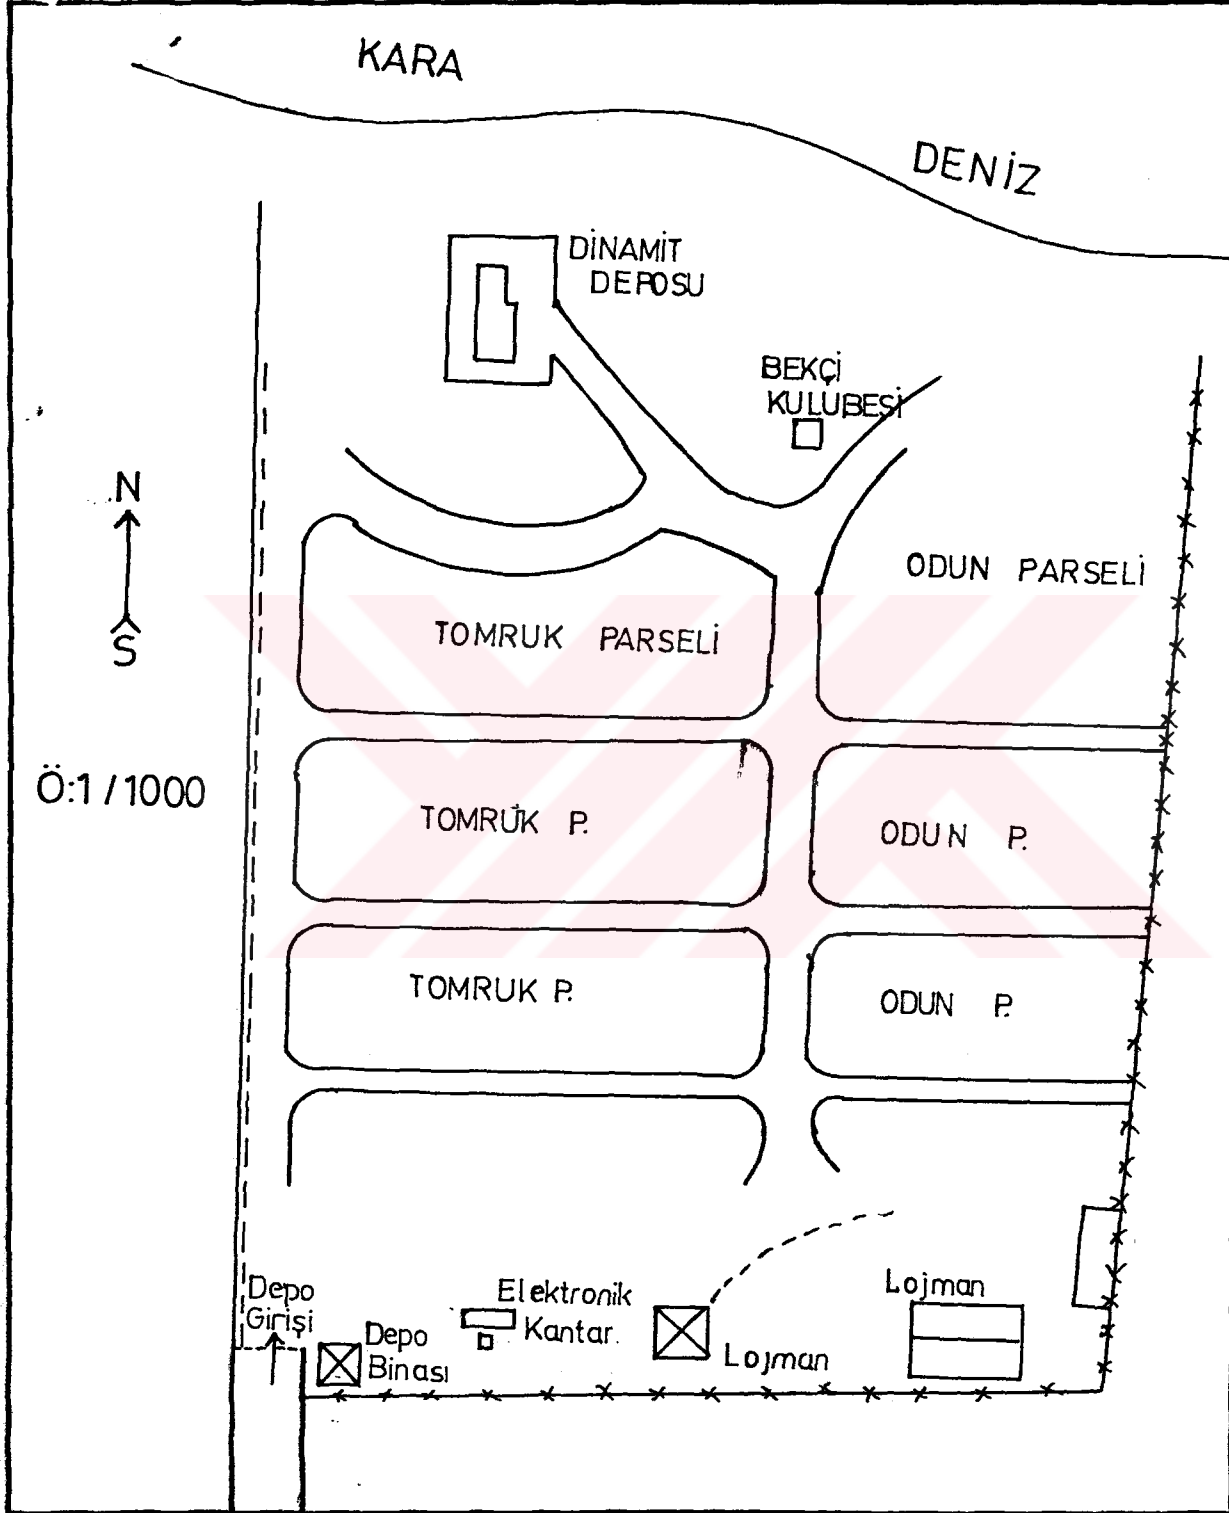 KARA
DENİZ
DİNAMİT
DEPOSU
BEKÇİ
KULÜBESİ
N
S
ODUN PARSELİ
TOMRUK PARSELİ
Ö:1/1000
TOMRUK P.
ODUN P.
TOMRUK P.
ODUN P.
Depo
Girişi
Depo
Binası
Elektronik
Kantar.
Lojman
Lojman